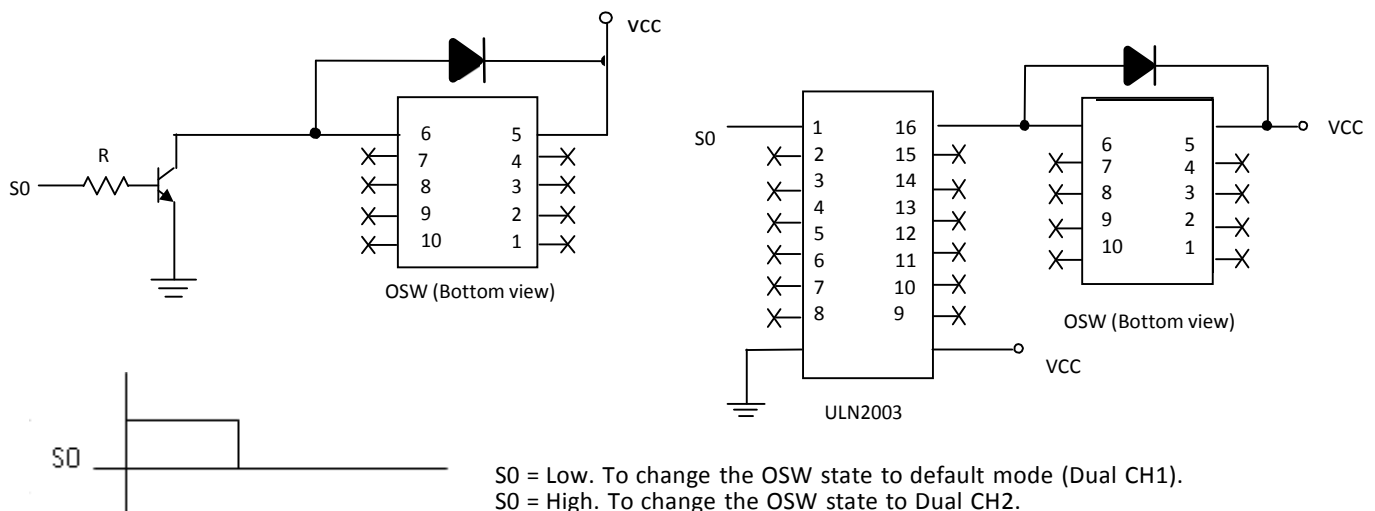 VCC
R
S0
6 5
7 4
8 3
9 2
10 1
OSW (Bottom view)
S0
1 16
2 15
3 14
4 13
5 12
6 11
7 10
8 9
VCC
ULN2003
6 5
7 4
8 3
9 2
10 1
VCC
OSW (Bottom view)
S0
S0 = Low. To change the OSW state to default mode (Dual CH1).
S0 = High. To change the OSW state to Dual CH2.